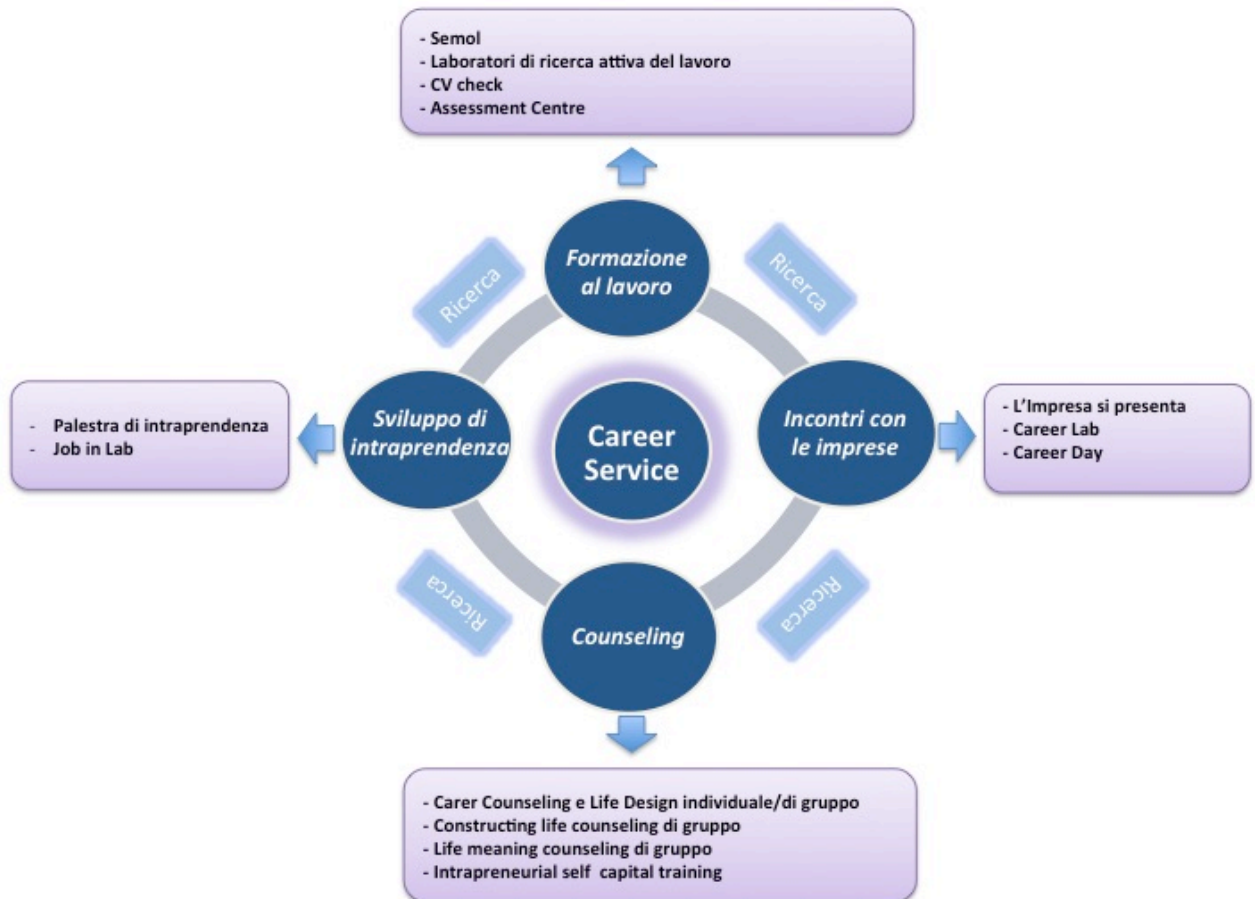 - Semol
- Laboratori di ricerca attiva del lavoro
- CV check
- Assessment Centre
Formazione
al lavoro
Ricerca
Ricerca
- Palestra di intraprendenza
- Job in Lab
Sviluppo di
intraprendenza
Career
Service
Incontri con
le imprese
- L'Impresa si presenta
- Career Lab
- Career Day
Ricerca
Ricerca
Counseling
- Carer Counseling e Life Design individuale/di gruppo
- Constructing life counseling di gruppo
- Life meaning counseling di gruppo
- Intrapreneurial self capital training